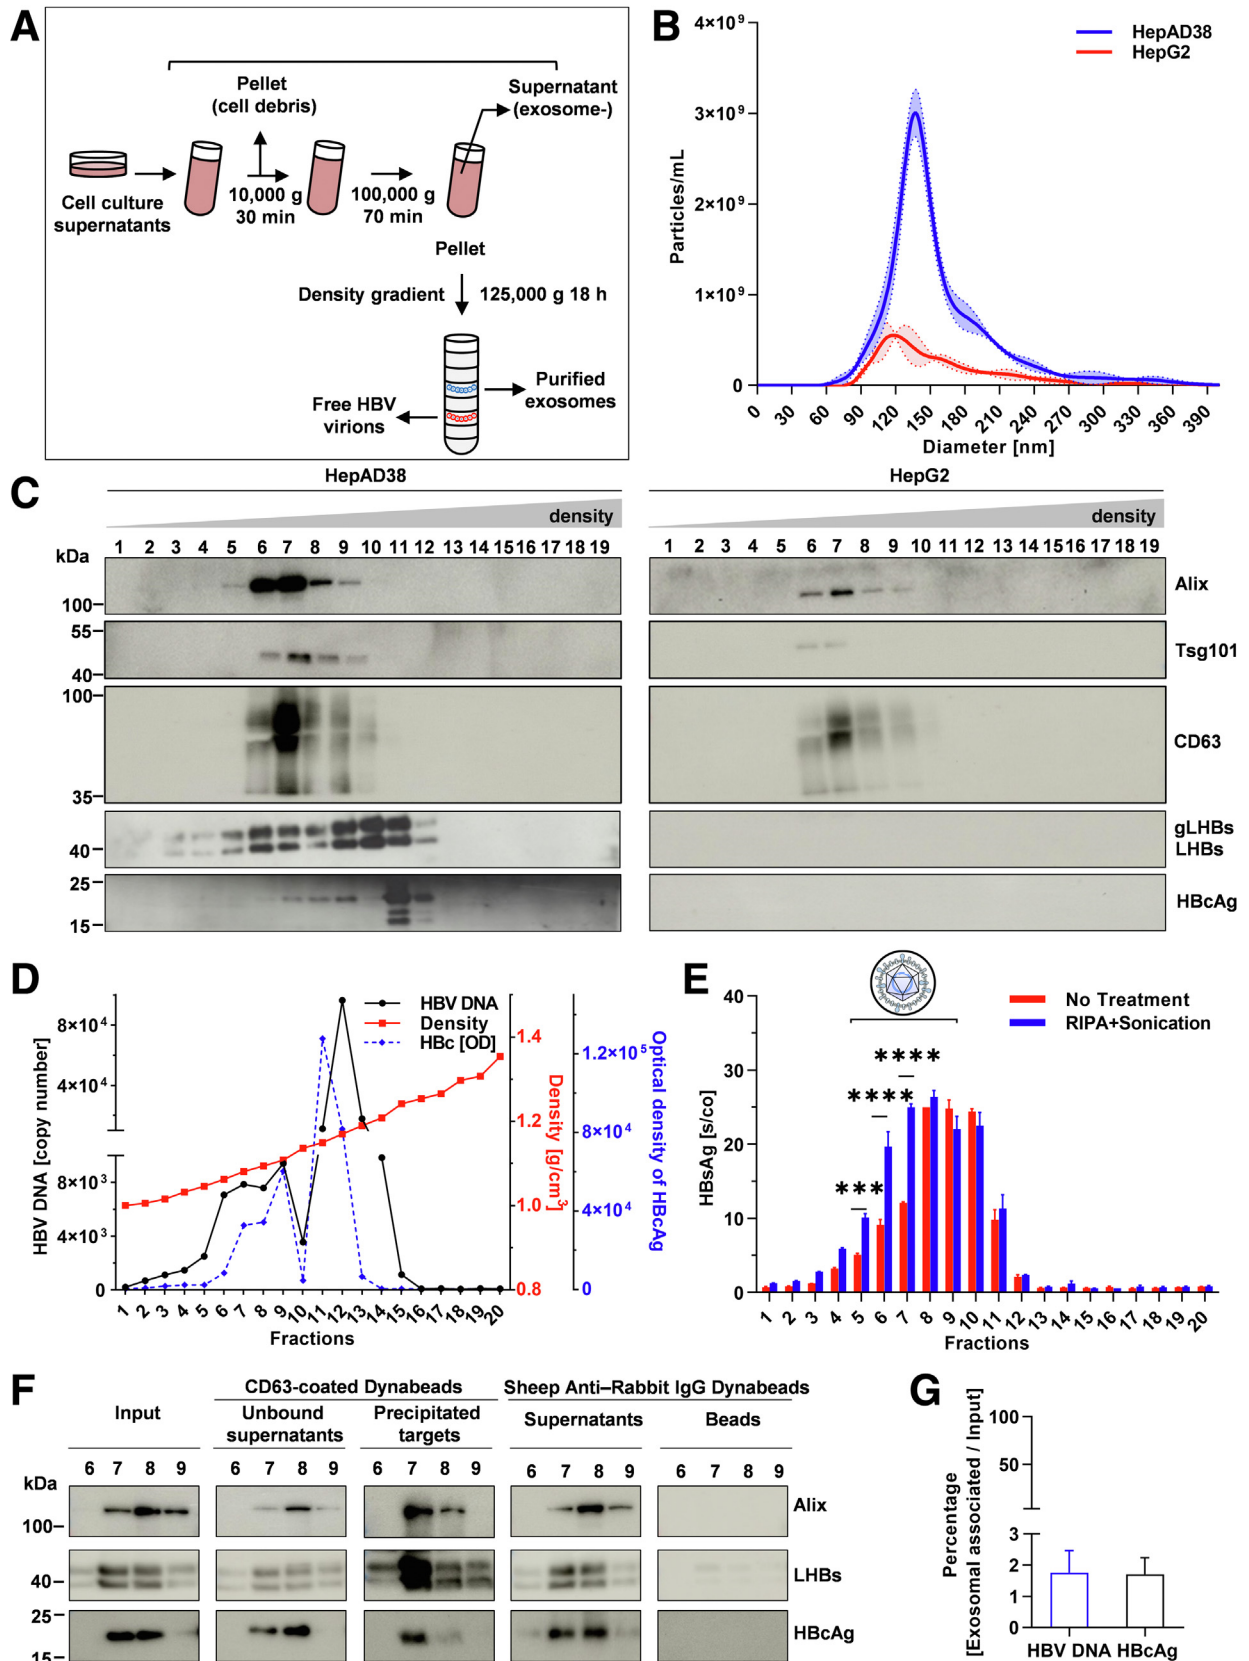 A
Pellet
(cell debris)
Supernatant
(exosome-)
Cell culture
supernatants
10,000 g
30 min
100,000 g
70 min
Pellet
Density gradient
125,000 g 18 h
Purified
exosomes
Free HBV
virions
B
4×10⁹
3×10⁹
2×10⁹
1×10⁹
0
Particles/mL
HepAD38
HepG2
0 30 60 90 120 150 180 210 240 270 300 330 360 390
Diameter [nm]
C
HepAD38
HepG2
density
density
1 2 3 4 5 6 7 8 9 10 11 12 13 14 15 16 17 18 19
1 2 3 4 5 6 7 8 9 10 11 12 13 14 15 16 17 18 19
kDa
100
Alix
55
40
Tsg101
100
35
CD63
40
gLHBs
LHBs
25
15
HBcAg
D
HBV DNA [copy number]
8×10⁴
4×10⁴
8×10³
4×10³
0
HBV DNA
Density
HBc [OD]
1.4
1.2
1.0
0.8
Density [g/cm³]
1.2×10⁵
8×10⁴
4×10⁴
0
Optical density of HBcAg
1 2 3 4 5 6 7 8 9 10 11 12 13 14 15 16 17 18 19 20
Fractions
E
HBsAg [s/co]
40
30
20
10
0
No Treatment
RIPA+Sonication
****
****
***
1 2 3 4 5 6 7 8 9 10 11 12 13 14 15 16 17 18 19 20
Fractions
F
CD63-coated Dynabeads
Sheep Anti–Rabbit IgG Dynabeads
Input
Unbound
supernatants
Precipitated
targets
Supernatants
Beads
6 7 8 9
6 7 8 9
6 7 8 9
6 7 8 9
6 7 8 9
kDa
100
Alix
40
LHBs
25
15
HBcAg
G
Percentage
[Exosomal associated / Input]
100
50
3
2
1
0
HBV DNA HBcAg